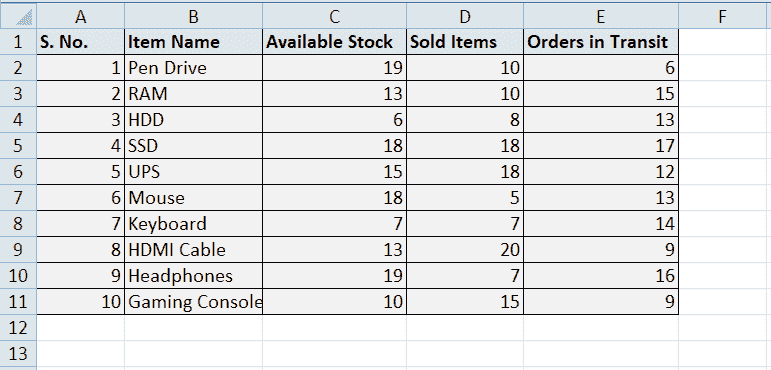 A B C D E F
1 S. No. Item Name Available Stock Sold Items Orders in Transit
2 1 Pen Drive 19 10 6
3 2 RAM 13 10 15
4 3 HDD 6 8 13
5 4 SSD 18 18 17
6 5 UPS 15 18 12
7 6 Mouse 18 5 13
8 7 Keyboard 7 7 14
9 8 HDMI Cable 13 20 9
10 9 Headphones 19 7 16
11 10 Gaming Console 10 15 9
12
13